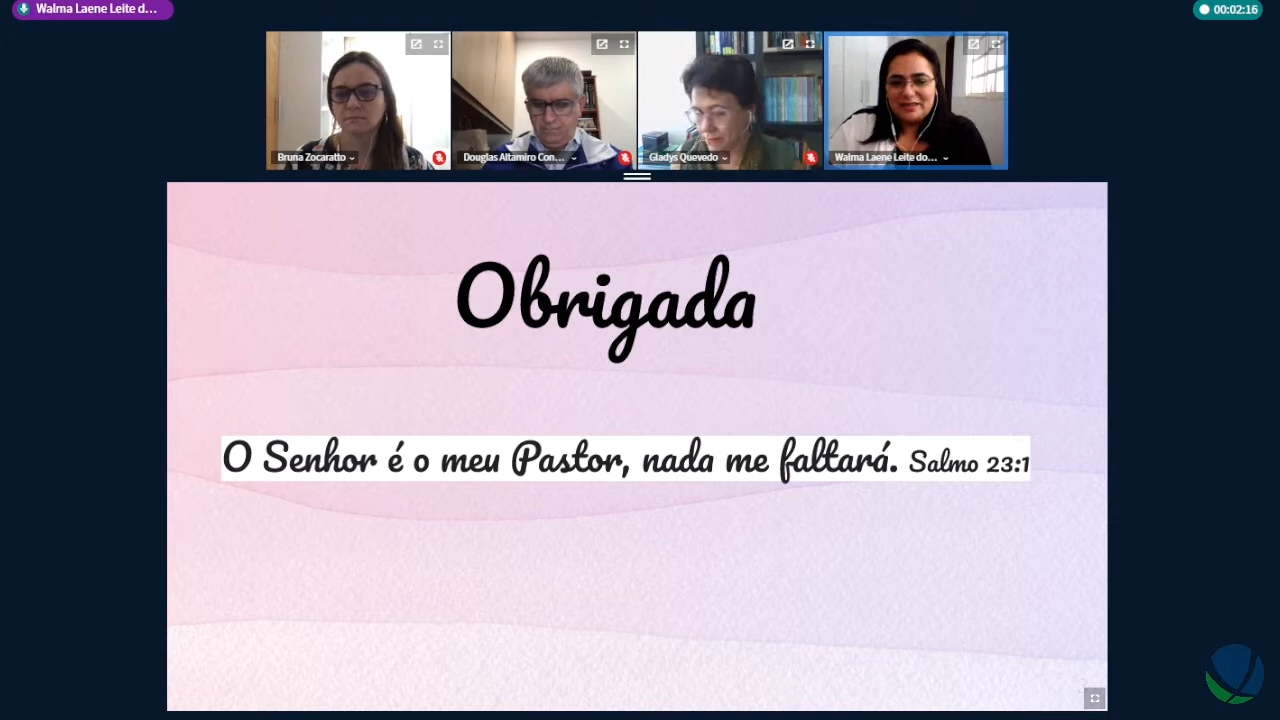 Walma Laene Leite d...
00:02:16
Bruna Zocaratto
Douglas Altamiro Con...
Gladys Quevedo
Walma Laene Leite do...
Obrigada
O Senhor é o meu Pastor, nada me faltará. Salmo 23:1